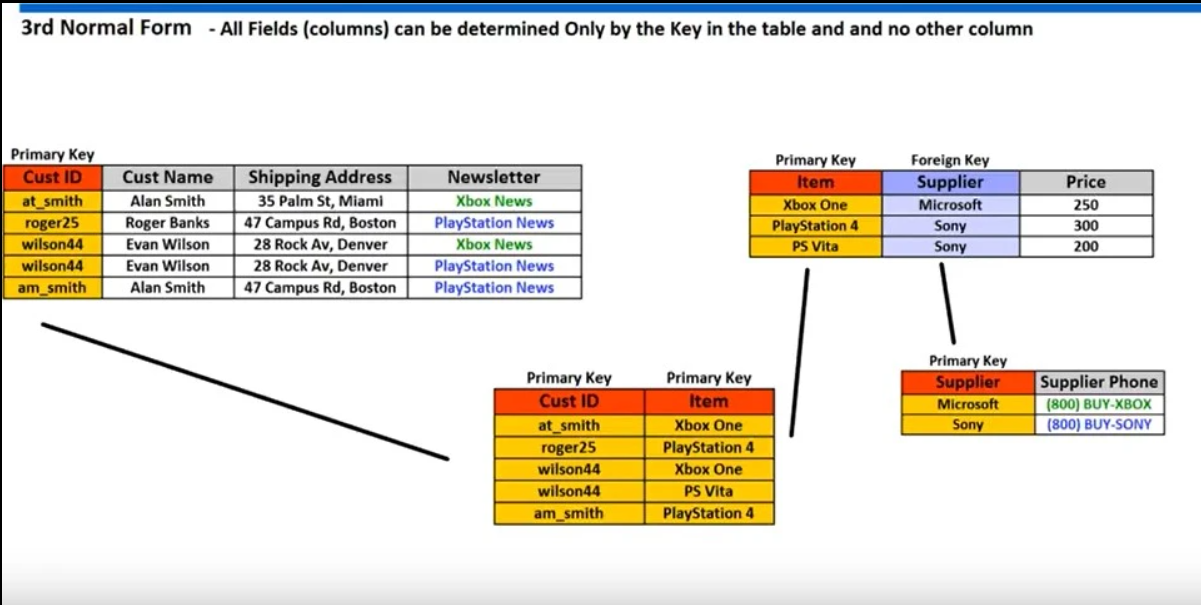 3rd Normal Form - All Fields (columns) can be determined Only by the Key in the table and and no other column
Primary Key
Cust ID Cust Name Shipping Address Newsletter
at_smith Alan Smith 35 Palm St, Miami Xbox News
roger25 Roger Banks 47 Campus Rd, Boston PlayStation News
wilson44 Evan Wilson 28 Rock Av, Denver Xbox News
wilson44 Evan Wilson 28 Rock Av, Denver PlayStation News
am_smith Alan Smith 47 Campus Rd, Boston PlayStation News
Primary Key Foreign Key
Item Supplier Price
Xbox One Microsoft 250
PlayStation 4 Sony 300
PS Vita Sony 200
Primary Key Primary Key
Cust ID Item
at_smith Xbox One
roger25 PlayStation 4
wilson44 Xbox One
wilson44 PS Vita
am_smith PlayStation 4
Primary Key
Supplier Supplier Phone
Microsoft (800) BUY-XBOX
Sony (800) BUY-SONY